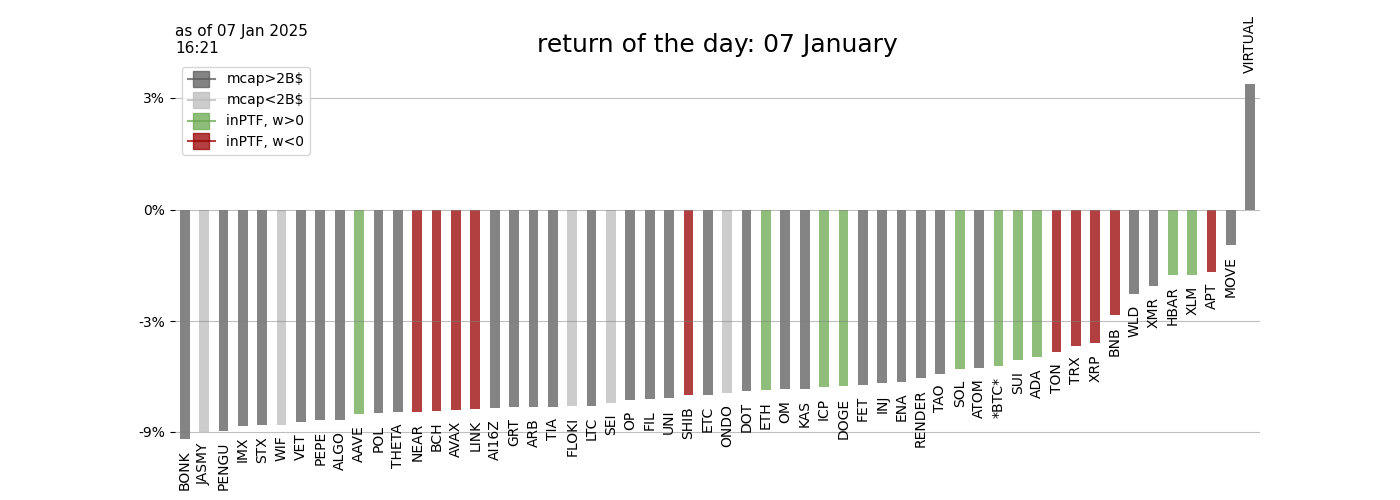 as of 07 Jan 2025
16:21
return of the day: 07 January
mcap>2B$
mcap<2B$
inPTF, w>0
inPTF, w<0
3%
0%
-3%
-9%
BONK
JASMY
PENGU
IMX
STX
WIF
VET
PEPE
ALGO
AAVE
POL
THETA
NEAR
BCH
AVAX
LINK
AI16Z
GRT
ARB
TIA
FLOKI
LTC
SEI
OP
FIL
UNI
SHIB
ETC
ONDO
DOT
ETH
OM
KAS
ICP
DOGE
FET
INJ
ENA
RENDER
TAO
SOL
ATOM
*BTC*
SUI
ADA
TON
TRX
XRP
BNB
WLD
XMR
HBAR
XLM
APT
MOVE
VIRTUAL